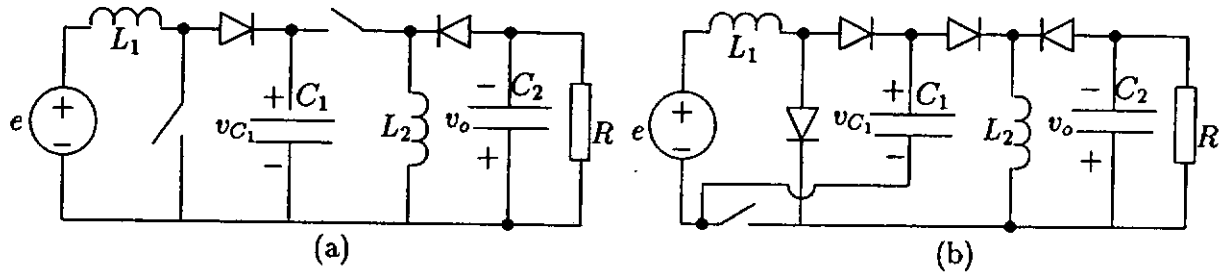 L1
+ C1
- C2
e + -
vC1
-
L2
vo
+
R
(a)
L1
+ C1
- C2
e + -
vC1
-
L2
vo
+
R
(b)